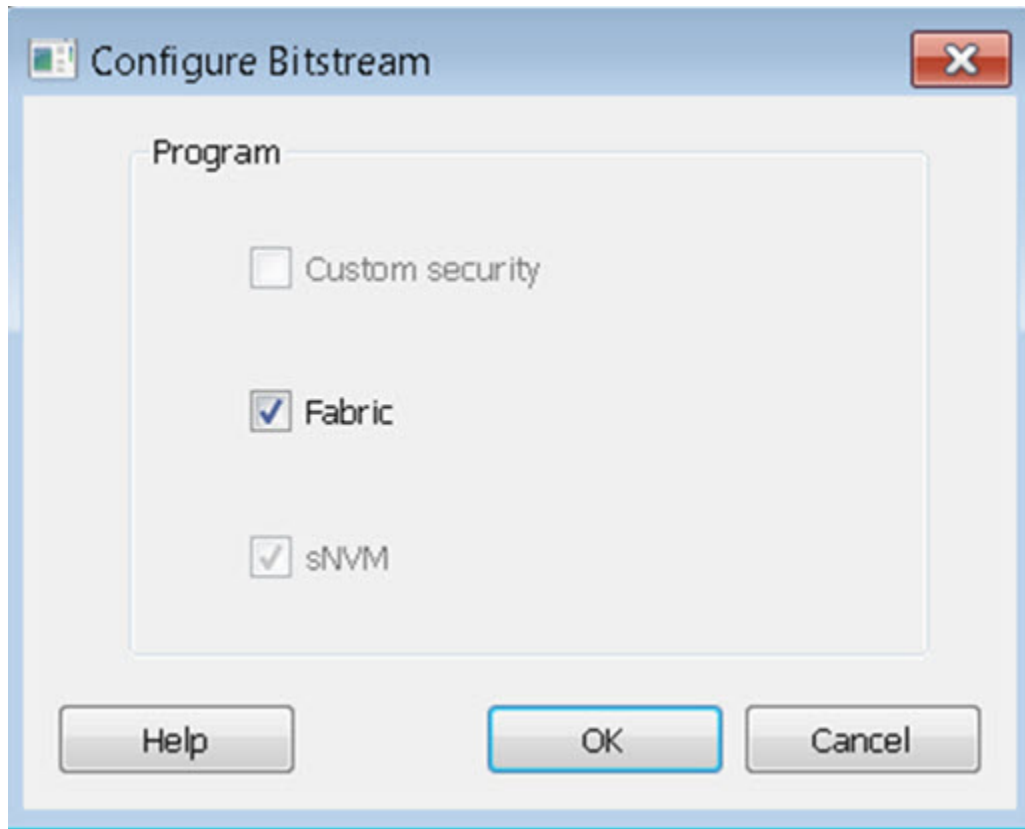 Configure Bitstream
Program
Custom security
Fabric
sNVM
Help
OK
Cancel